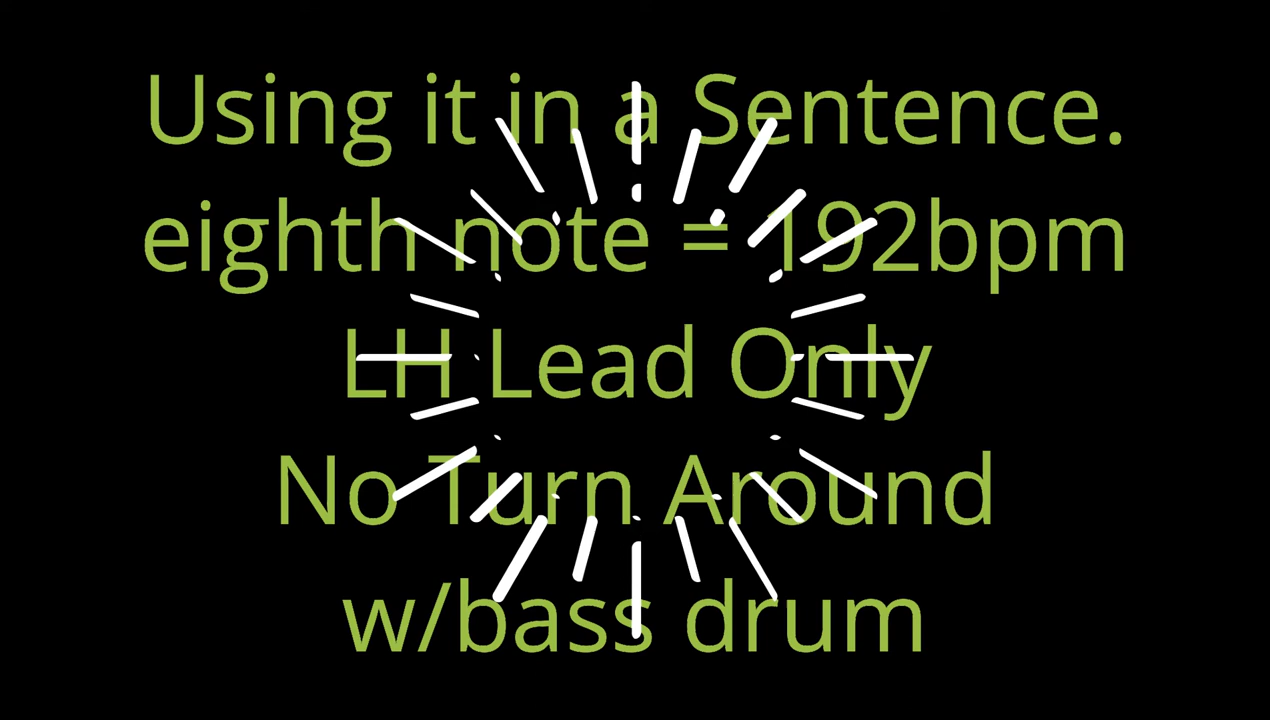 Using it in a Sentence.
eighth note = 192bpm
LH Lead Only
No Turn Around
w/bass drum